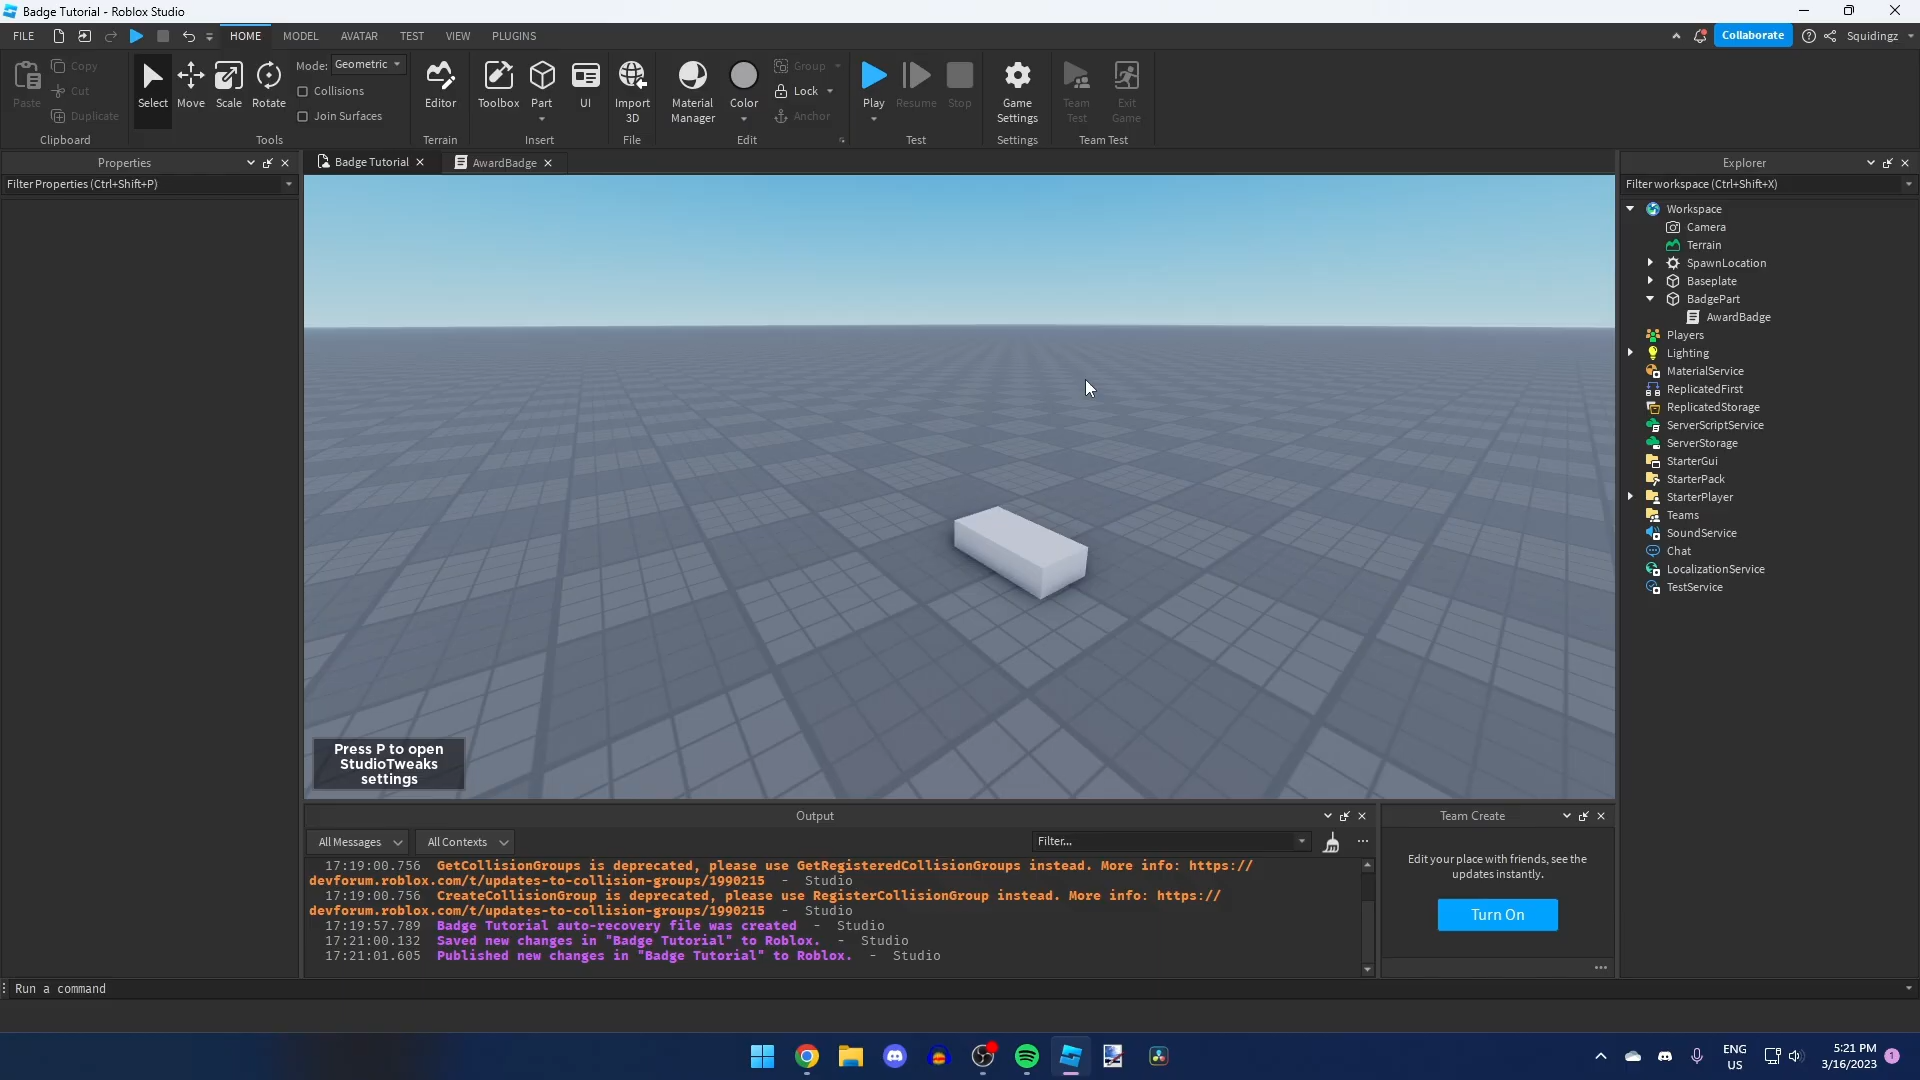 Badge Tutorial - Roblox Studio
FILE
HOME
MODEL
AVATAR
TEST
VIEW
PLUGINS
Collaborate
Squidingz
Paste
Copy
Cut
Duplicate
Clipboard
Select
Move
Scale
Rotate
Mode: Geometric
Collisions
Join Surfaces
Tools
Editor
Terrain
Toolbox
Part
UI
Insert
Import
3D
File
Material
Manager
Color
Group
Lock
Anchor
Edit
Play
Resume
Stop
Test
Game
Settings
Settings
Team
Test
Exit
Game
Team Test
Properties
Filter Properties (Ctrl+Shift+P)
Badge Tutorial
AwardBadge
Explorer
Filter workspace (Ctrl+Shift+X)
Workspace
Camera
Terrain
SpawnLocation
Baseplate
BadgePart
AwardBadge
Players
Lighting
MaterialService
ReplicatedFirst
ReplicatedStorage
ServerScriptService
ServerStorage
StarterGui
StarterPack
StarterPlayer
Teams
SoundService
Chat
LocalizationService
TestService
Press P to open
StudioTweaks
settings
Output
All Messages
All Contexts
Filter...
17:19:00.756 GetCollisionGroups is deprecated, please use GetRegisteredCollisionGroups instead. More info: https://
devforum.roblox.com/t/updates-to-collision-groups/1990215 - Studio
17:19:00.756 CreateCollisionGroup is deprecated, please use RegisterCollisionGroup instead. More info: https://
devforum.roblox.com/t/updates-to-collision-groups/1990215 - Studio
17:19:57.789 Badge Tutorial auto-recovery file was created - Studio
17:21:00.132 Saved new changes in "Badge Tutorial" to Roblox. - Studio
17:21:01.605 Published new changes in "Badge Tutorial" to Roblox. - Studio
Team Create
Edit your place with friends, see the
updates instantly.
Turn On
Run a command
ENG
US
5:21 PM
3/16/2023
1